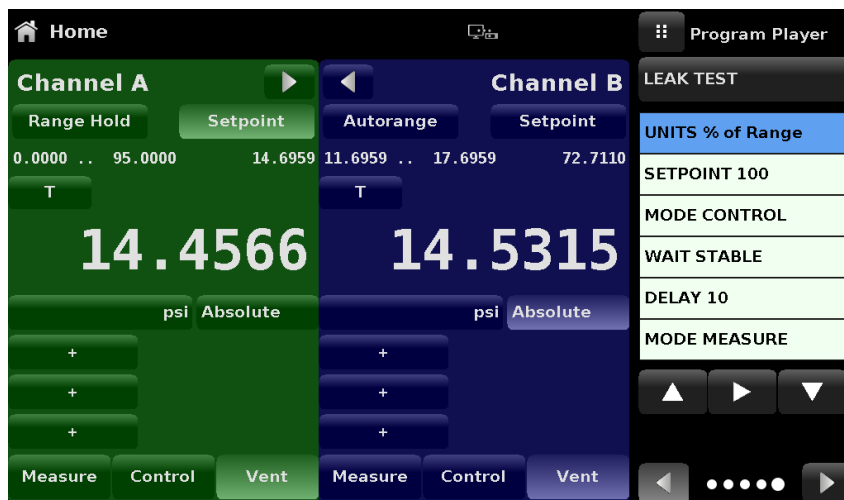 Home
Program Player
Channel A
Channel B
LEAK TEST
Range Hold Setpoint Autorange Setpoint
UNITS % of Range
0.0000 .. 95.0000 14.6959 11.6959 .. 17.6959 72.7110
SETPOINT 100
T T
MODE CONTROL
14.4566 14.5315
WAIT STABLE
DELAY 10
psi Absolute psi Absolute
MODE MEASURE
+ +
+ +
+ +
Measure Control Vent Measure Control Vent